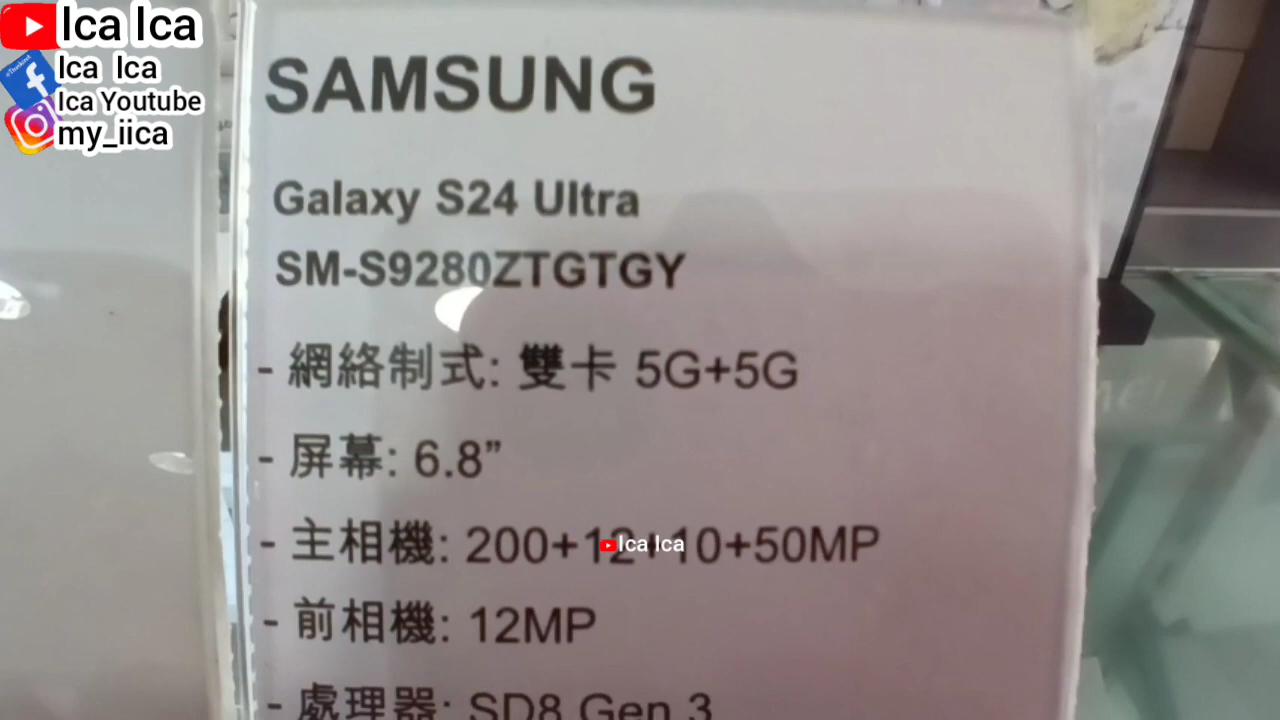 Ica Ica
Ica Ica
Ica Youtube
my_iica
SAMSUNG
Galaxy S24 Ultra
SM-S9280ZTGTGY
- 網絡制式: 雙卡 5G+5G
- 屏幕: 6.8”
- 主相機: 200+12+10+50MP
Ica Ica
- 前相機: 12MP
- 處理器: SD8 Gen 3